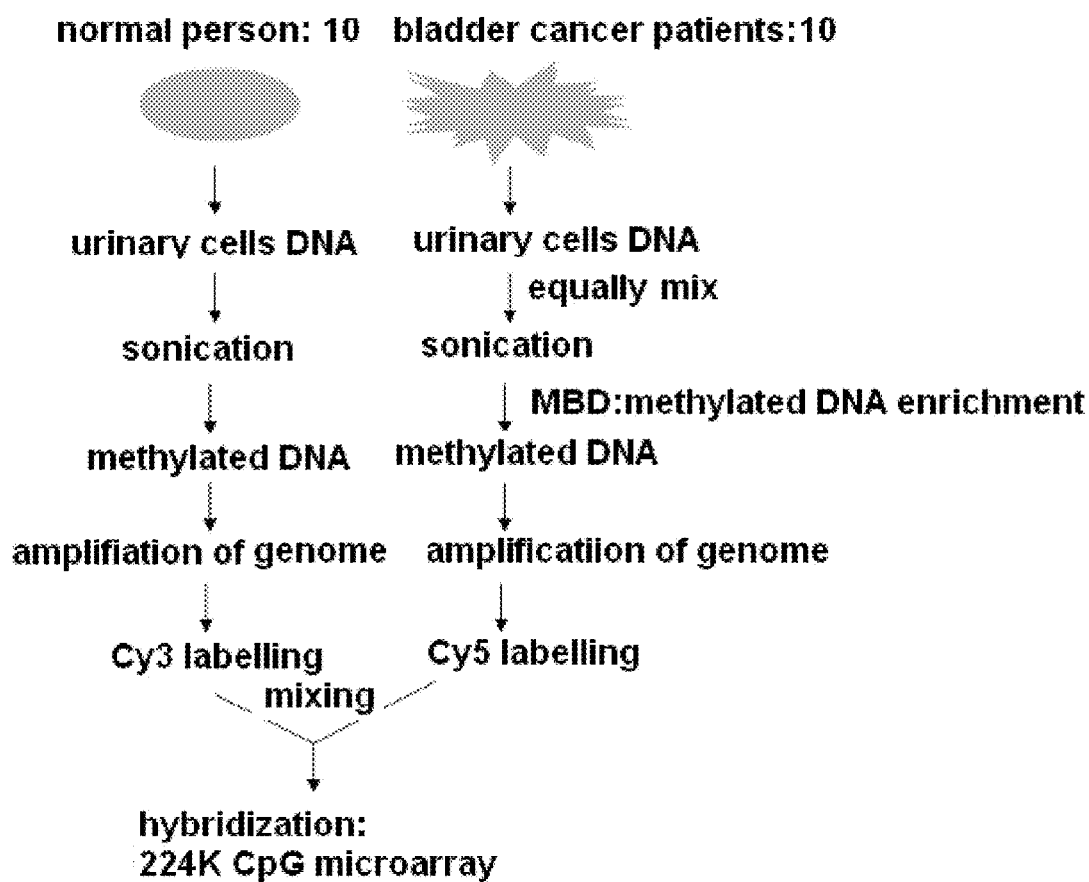 normal person: 10 bladder cancer patients:10
urinary cells DNA urinary cells DNA
equally mix
sonication sonication
MBD:methylated DNA enrichment
methylated DNA methylated DNA
amplifiation of genome amplificatiion of genome
Cy3 labelling Cy5 labelling
mixing
hybridization:
224K CpG microarray